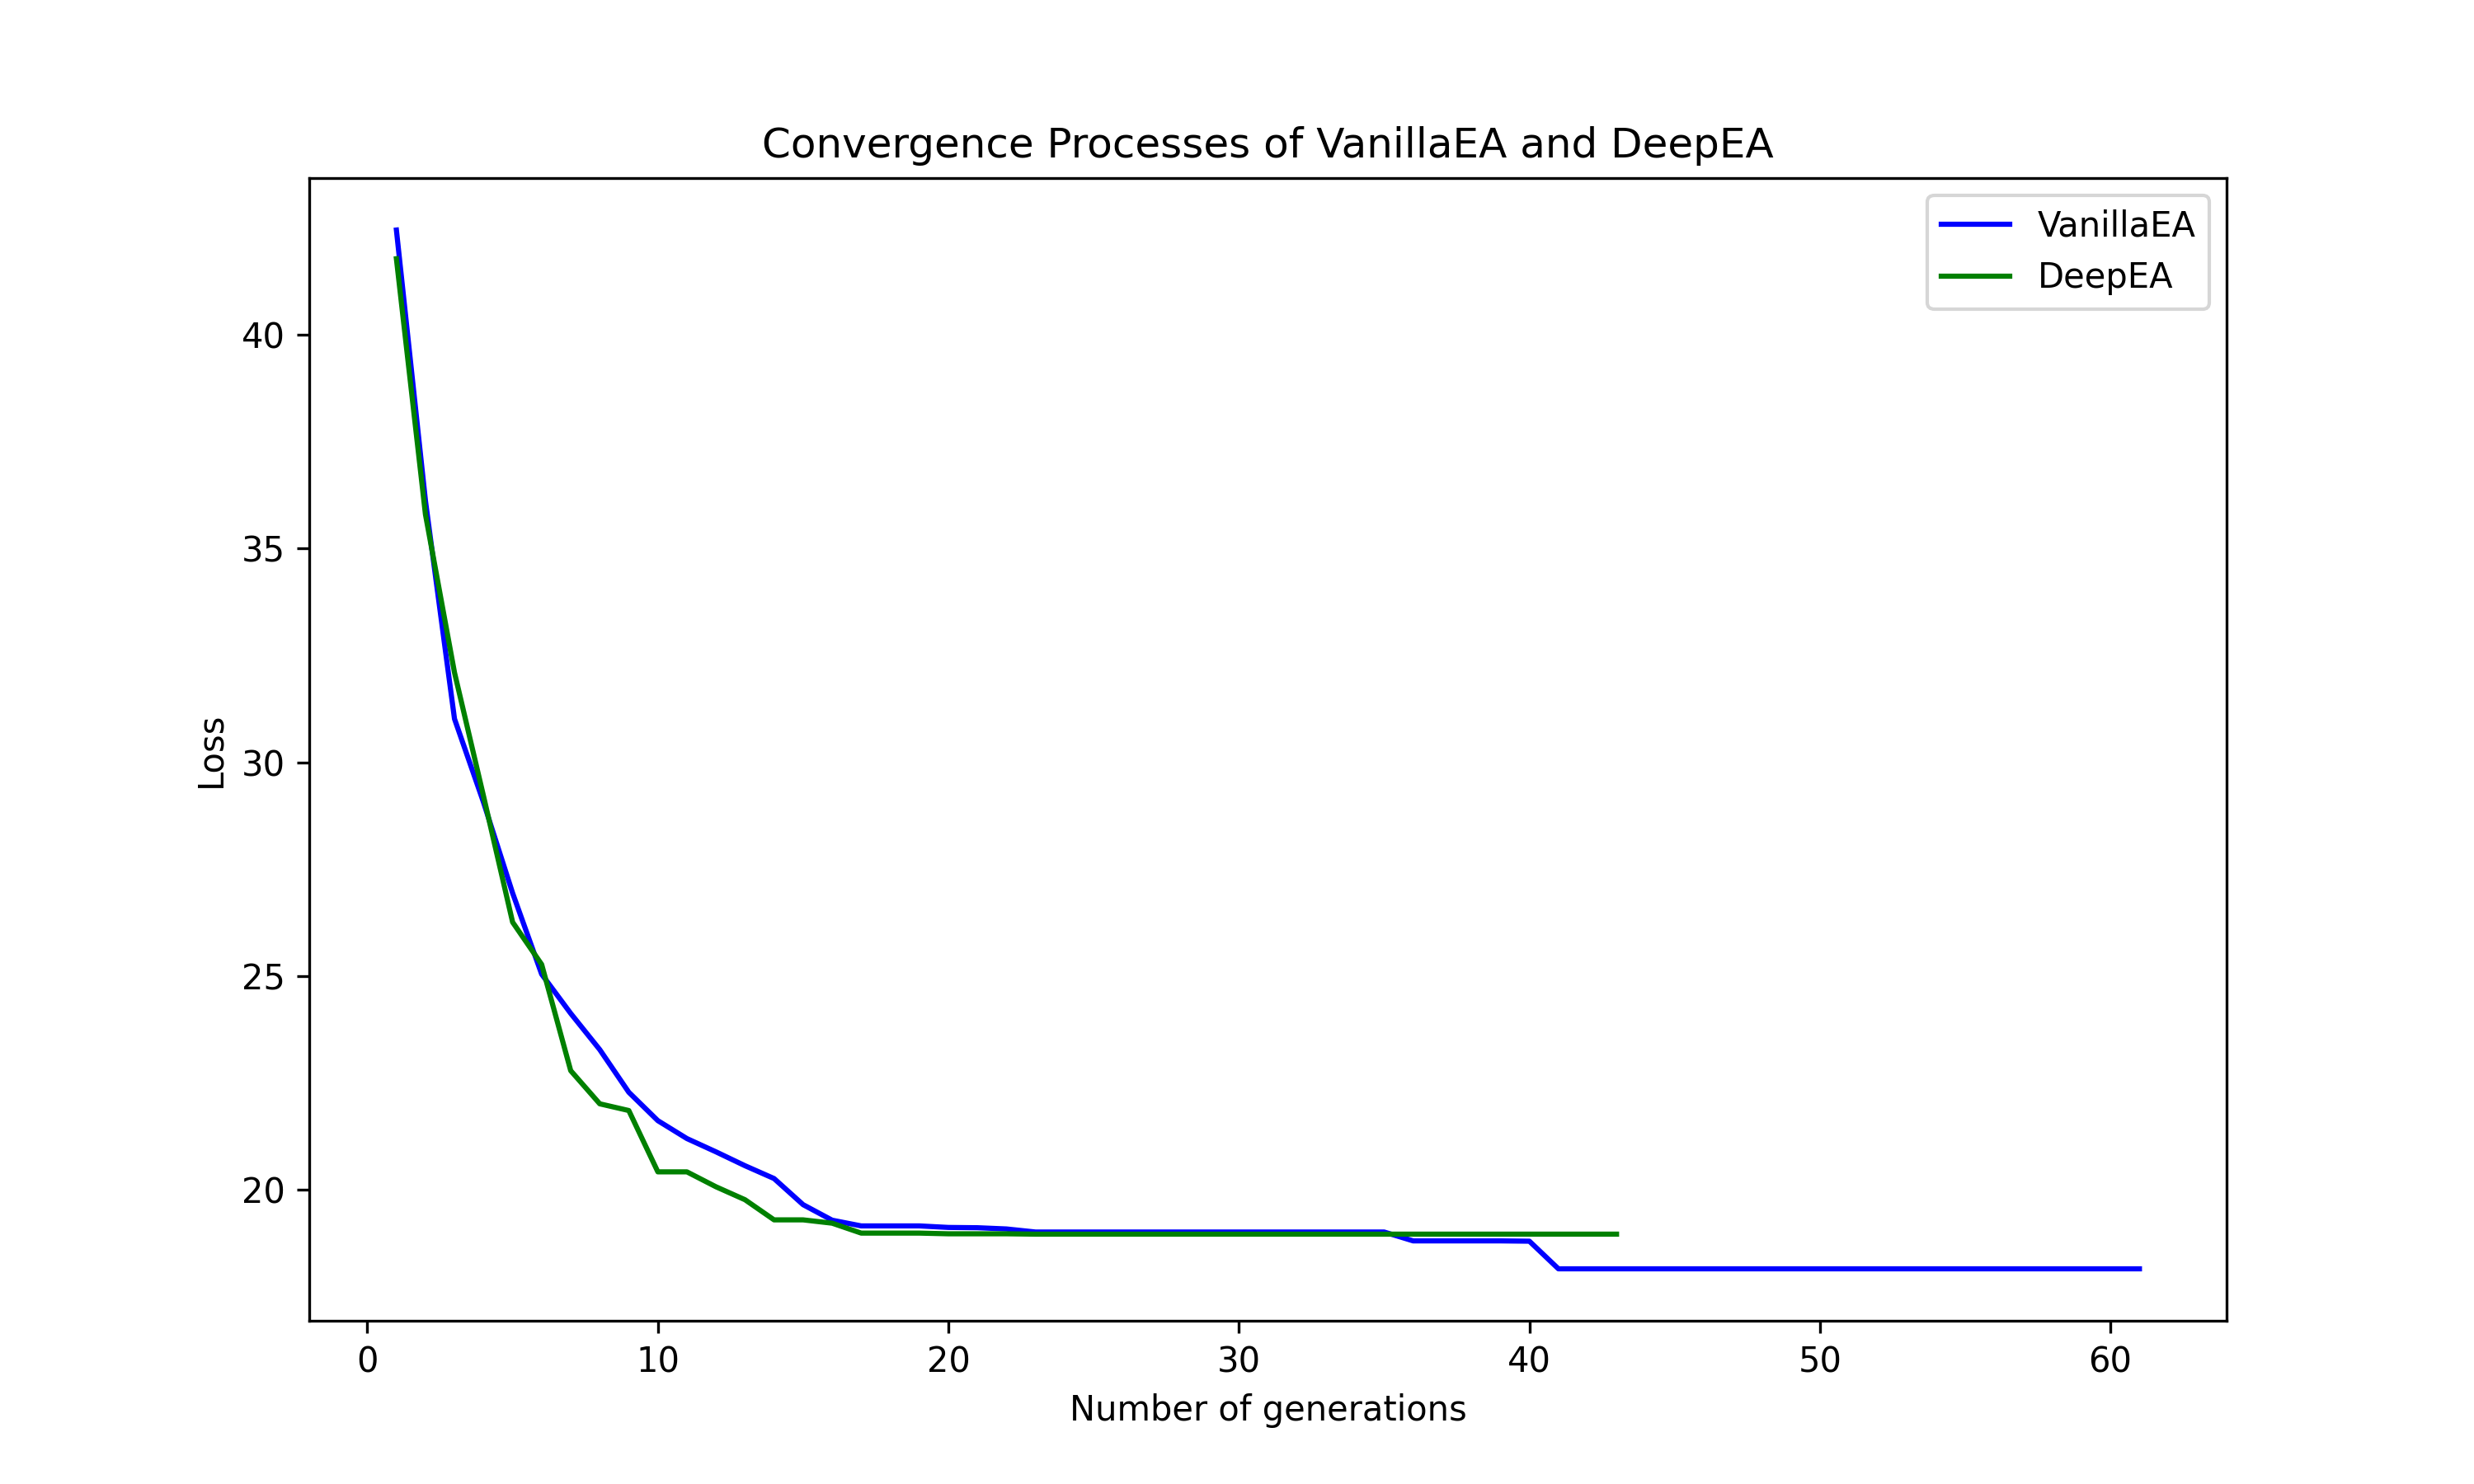 Convergence Processes of VanillaEA and DeepEA
VanillaEA
DeepEA
40
35
30
25
20
Loss
0 10 20 30 40 50 60
Number of generations